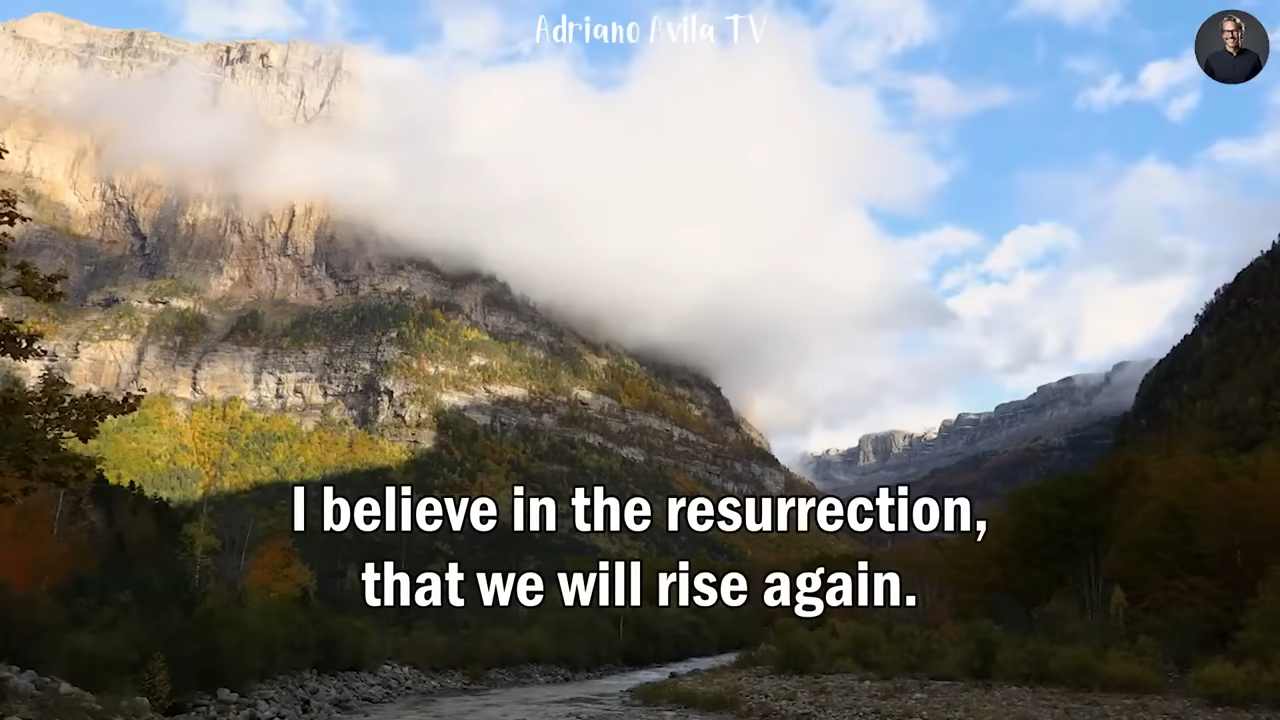 Adriano Avila TV
I believe in the resurrection,
that we will rise again.